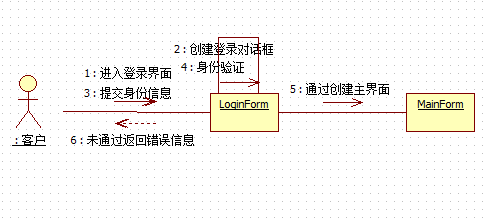 2：创建登录对话框
4：身份验证
1：进入登录界面
3：提交身份信息
5：通过创建主界面
LoginForm
MainForm
：客户
6：未通过返回错误信息